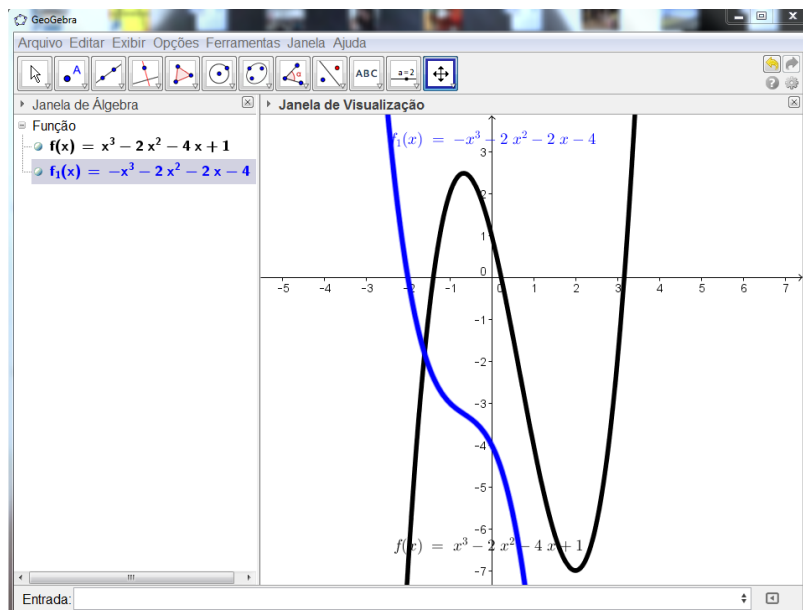 GeoGebra
Arquivo Editar Exibir Opções Ferramentas Janela Ajuda
A
α
ABC
a=2
Janela de Álgebra
Janela de Visualização
Função
f(x) = x³ − 2 x² − 4 x + 1
f₁(x) = −x³ − 2 x² − 2 x − 4
f₁(x) = −x³ − 2 x² − 2 x − 4
3
2
1
0
-5 -4 -3 -2 -1 0 1 2 3 4 5 6 7
-1
-2
-3
-4
-5
-6
f(x) = x³ − 2 x² − 4 x + 1
-7
Entrada: